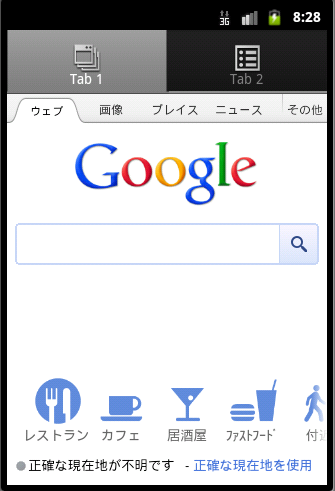 3G 8:28
Tab 1 Tab 2
ウェブ 画像 プレイス ニュース その他
Google
レストラン カフェ 居酒屋 ﾌｧｽﾄﾌｰﾄﾞ 付近
正確な現在地が不明です - 正確な現在地を使用